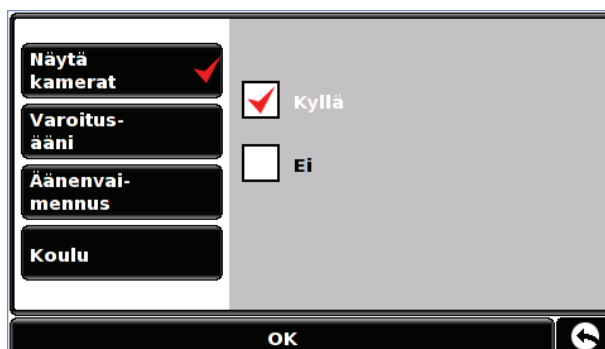 Näytä
kamerat
Varoitus-
ääni
Äänenvai-
mennus
Koulu
Kyllä
Ei
OK